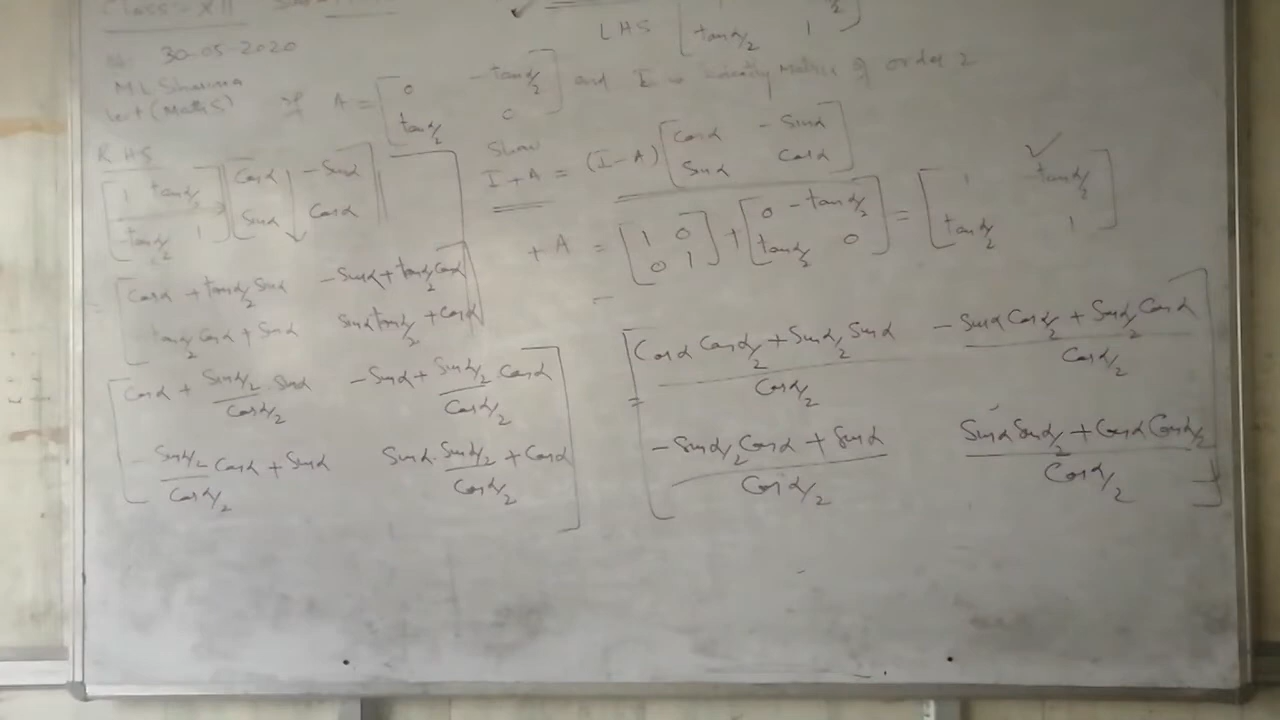 Class:- XII
30-05-2020
M L Sharma
Lect (Maths)
If A = [ 0 -tan α/2
tan α/2 0 ] and I is Identity Matrix of order 2
Show
I + A = (I - A) [ Cos α - Sin α
Sin α Cos α ]
LHS [ tan α/2 1 ]
+ A = [ 1 0
0 1 ] + [ 0 - tan α/2
tan α/2 0 ] = [ 1 -tan α/2
tan α/2 1 ]
R H S
[ 1 tan α/2
-tan α/2 1 ] [ Cos α - Sin α
Sin α Cos α ]
= [ Cos α + tan α/2 Sin α - Sin α + tan α/2 Cos α
- tan α/2 Cos α + Sin α Sin α tan α/2 + Cos α ]
[ Cos α + Sin α/2 / Cos α/2 . Sin α - Sin α + Sin α/2 / Cos α/2 . Cos α
- Sin α/2 / Cos α/2 Cos α + Sin α Sin α . Sin α/2 / Cos α/2 + Cos α ]
= [ Cos α Cos α/2 + Sin α/2 Sin α / Cos α/2 - Sin α Cos α/2 + Sin α/2 Cos α / Cos α/2
- Sin α/2 Cos α + Sin α / Cos α/2 Sin α Sin α/2 + Cos α Cos α/2 / Cos α/2 ]